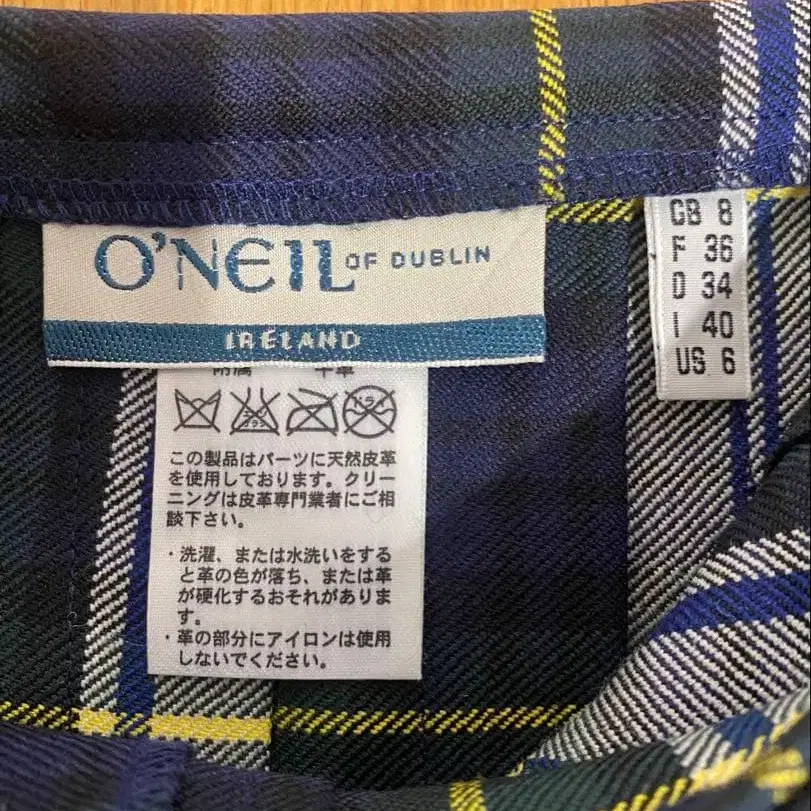 O'NEIL OF DUBLIN
IRELAND
GB 8
F 36
D 34
I 40
US 6
この製品はパーツに天然皮革
を使用しております。クリー
ニングは皮革専門業者にご相
談下さい。
・洗濯、または水洗いをする
と革の色が落ち、または革
が硬化するおそれがありま
す。
・革の部分にアイロンは使用
しないでください。